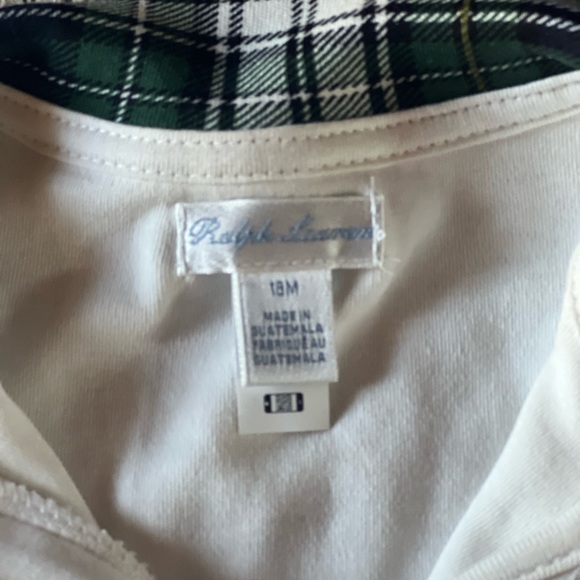 Ralph Lauren
18M
MADE IN
GUATEMALA
FABRIQUÉ AU
GUATEMALA